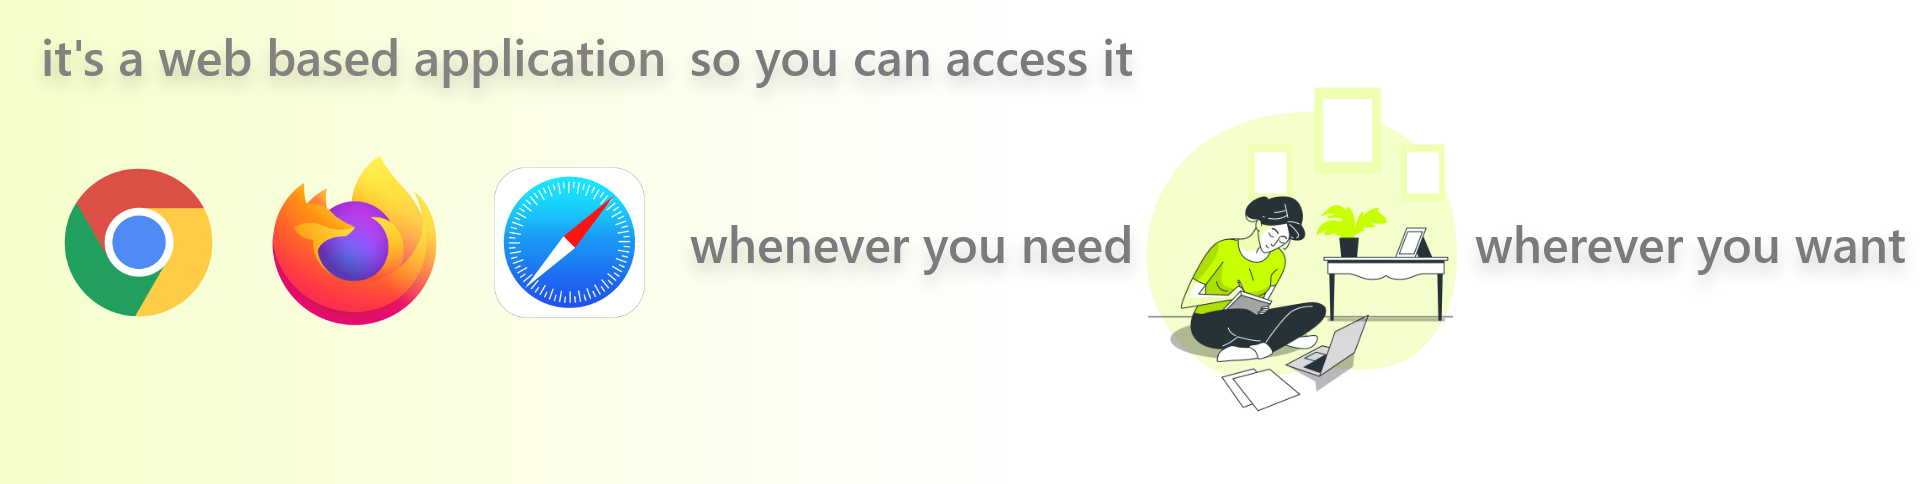 it's a web based application so you can access it
whenever you need
wherever you want